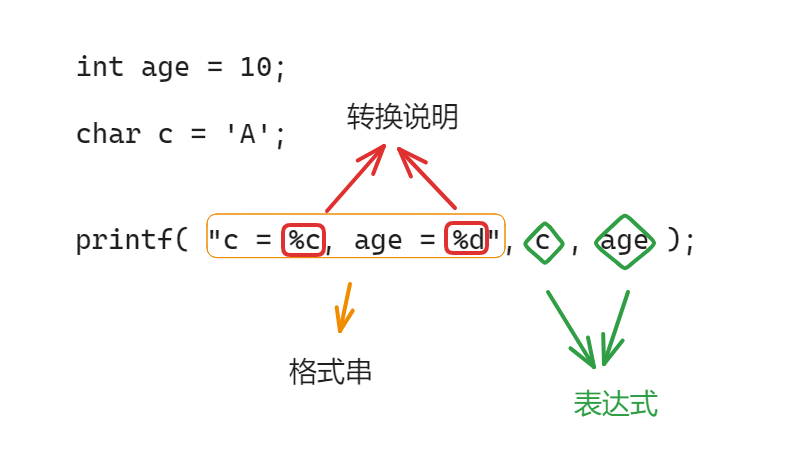 int age = 10;
转换说明
char c = 'A';
printf( "c = %c, age = %d", c , age );
格式串
表达式